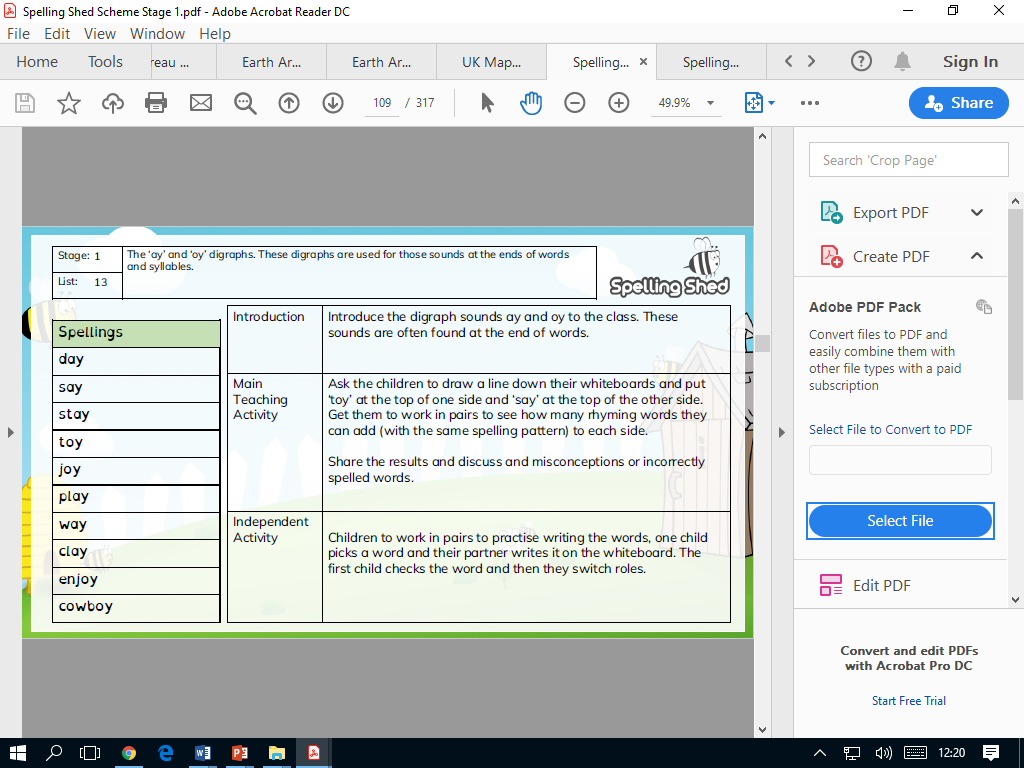 Spelling Shed Scheme Stage 1.pdf - Adobe Acrobat Reader DC
File Edit View Window Help
Home Tools reau ... Earth Ar... Earth Ar... UK Map... Spelling... × Spelling... Sign In
109 / 317 49.9% Share
Search 'Crop Page'
Export PDF
Create PDF
Adobe PDF Pack
Convert files to PDF and
easily combine them with
other file types with a paid
subscription
Select File to Convert to PDF
Select File
Edit PDF
Convert and edit PDFs
with Acrobat Pro DC
Start Free Trial
Stage: 1
List: 13
The 'ay' and 'oy' digraphs. These digraphs are used for those sounds at the ends of words
and syllables.
Spelling Shed
Spellings
day
say
stay
toy
joy
play
way
clay
enjoy
cowboy
Introduction
Introduce the digraph sounds ay and oy to the class. These
sounds are often found at the end of words.
Main
Teaching
Activity
Ask the children to draw a line down their whiteboards and put
'toy' at the top of one side and 'say' at the top of the other side.
Get them to work in pairs to see how many rhyming words they
can add (with the same spelling pattern) to each side.
Share the results and discuss and misconceptions or incorrectly
spelled words.
Independent
Activity
Children to work in pairs to practise writing the words, one child
picks a word and their partner writes it on the whiteboard. The
first child checks the word and then they switch roles.
12:20